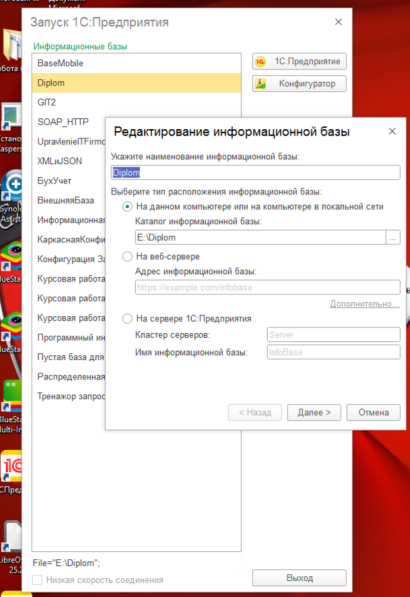 Запуск 1С:Предприятия
Информационные базы
BaseMobile
Diplom
GIT2
SOAP_HTTP
UpravlenieITFirmo
XMLиJSON
БухУчет
ВнешняяБаза
Информационная
КаркаснаяКонфи
Конфигурация За
Курсовая работа
Курсовая работа
Курсовая работа
Программный ин
Пустая база для
Распределенная
Тренажор запрос
1С:Предприятие
Конфигуратор
Редактирование информационной базы
Укажите наименование информационной базы:
Diplom
Выберите тип расположения информационной базы:
На данном компьютере или на компьютере в локальной сети
Каталог информационной базы:
E:\Diplom
...
На веб-сервере
Адрес информационной базы:
https://example.com/infobase
Дополнительно...
На сервере 1С:Предприятия
Кластер серверов:
Server
Имя информационной базы:
InfoBase
< Назад
Далее >
Отмена
File="E:\Diplom";
Низкая скорость соединения
Выход